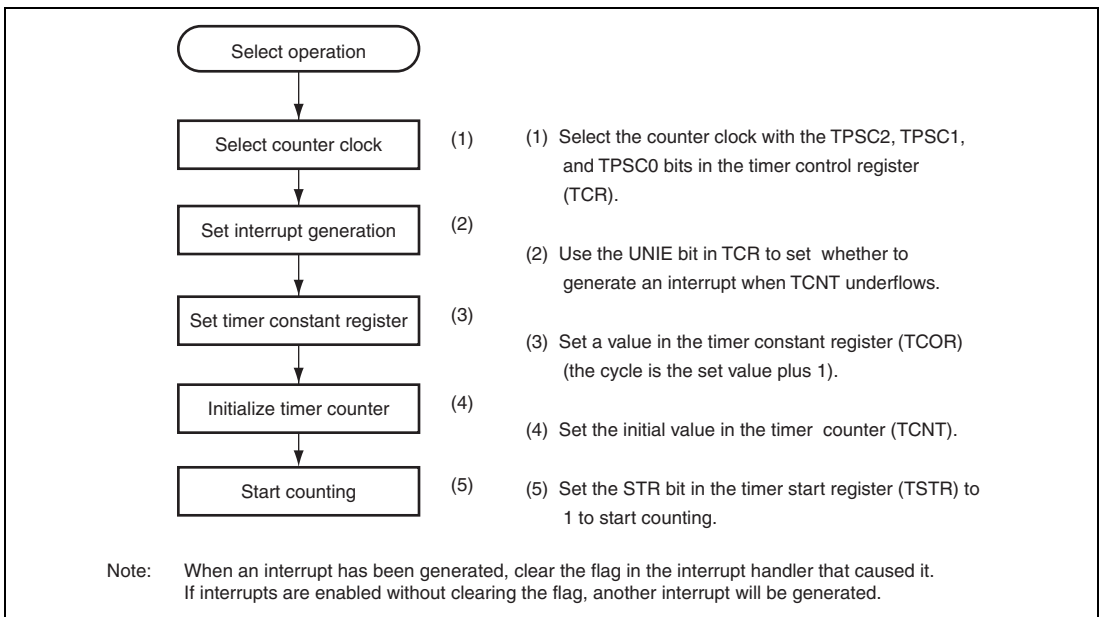 Select operation
Select counter clock
(1)
Set interrupt generation
(2)
Set timer constant register
(3)
Initialize timer counter
(4)
Start counting
(5)
(1) Select the counter clock with the TPSC2, TPSC1,
and TPSC0 bits in the timer control register
(TCR).
(2) Use the UNIE bit in TCR to set whether to
generate an interrupt when TCNT underflows.
(3) Set a value in the timer constant register (TCOR)
(the cycle is the set value plus 1).
(4) Set the initial value in the timer counter (TCNT).
(5) Set the STR bit in the timer start register (TSTR) to
1 to start counting.
Note: When an interrupt has been generated, clear the flag in the interrupt handler that caused it.
If interrupts are enabled without clearing the flag, another interrupt will be generated.